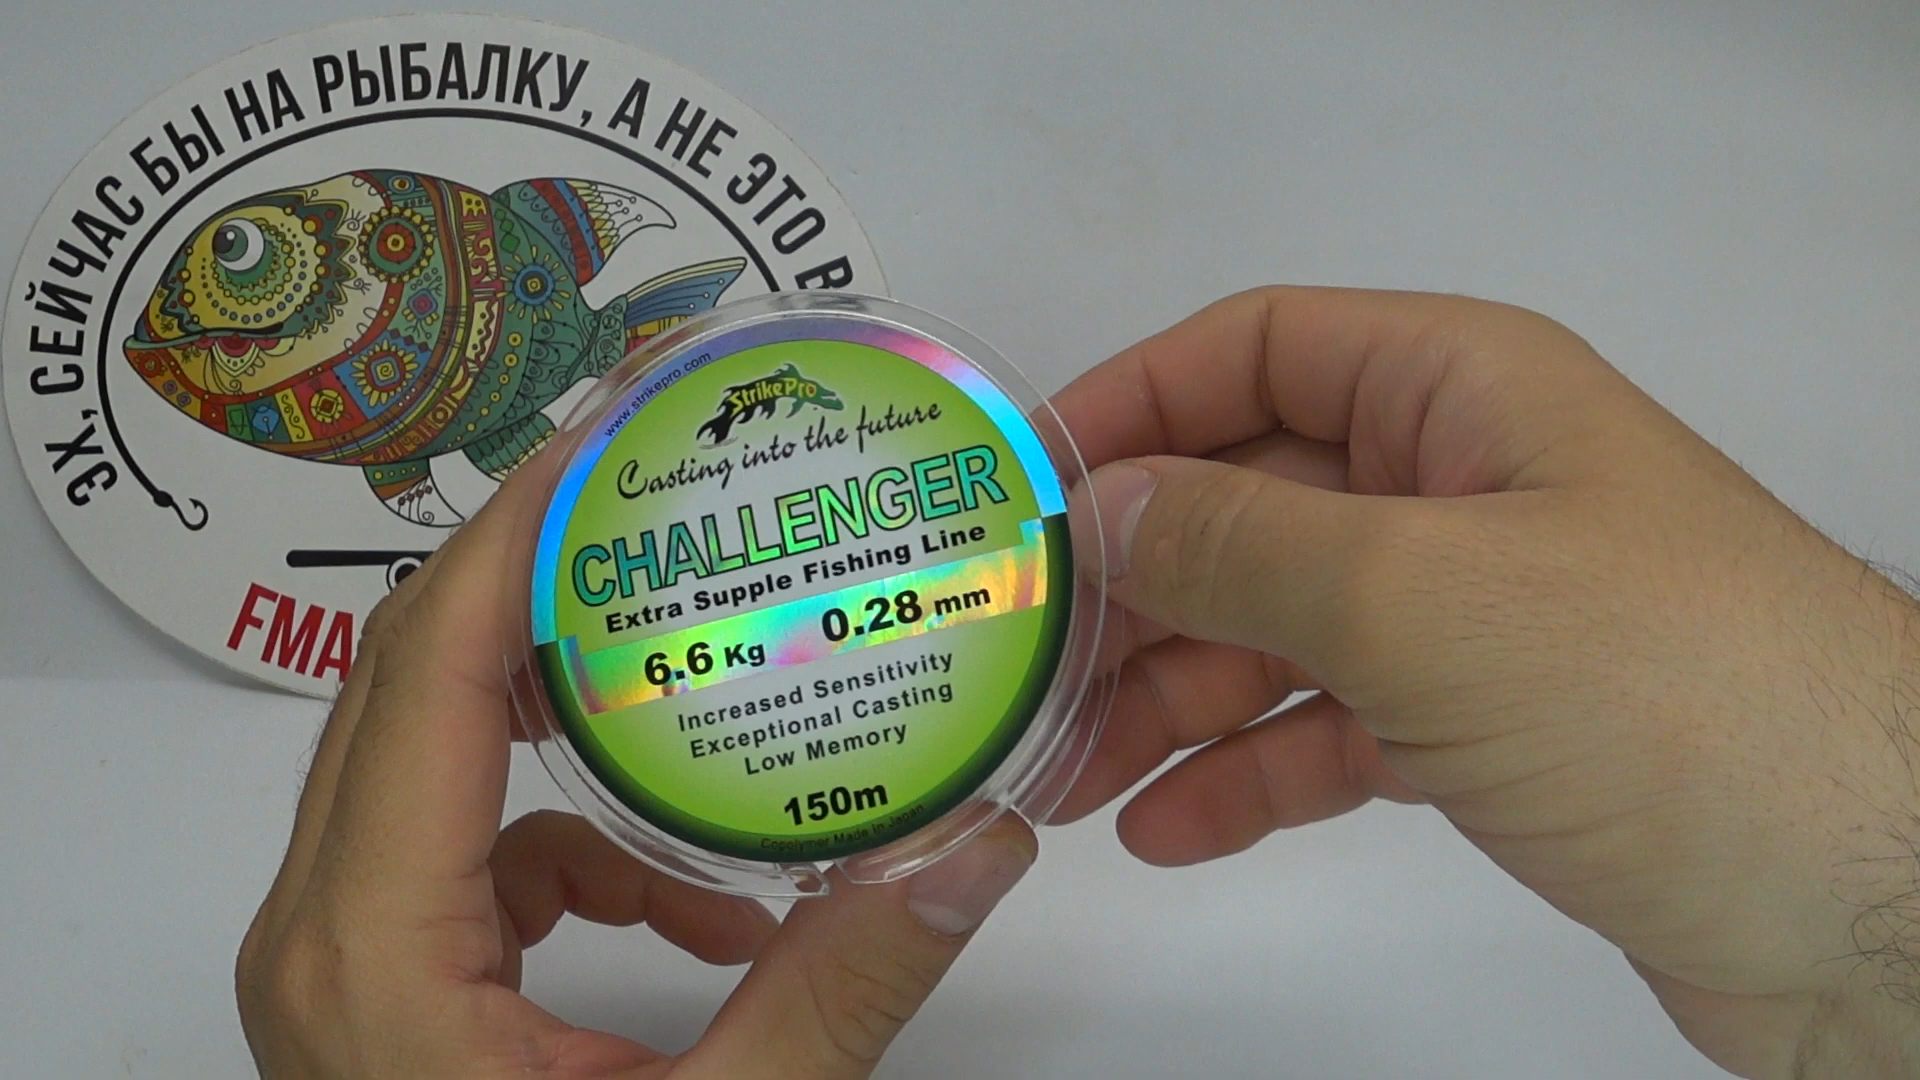 ЭХ, СЕЙЧАС БЫ НА РЫБАЛКУ, А НЕ ЭТО В
FMA
www.strikepro.com
StrikePro
Casting into the future
CHALLENGER
Extra Supple Fishing Line
6.6 Kg 0.28 mm
Increased Sensitivity
Exceptional Casting
Low Memory
150m
Copolymer Made In Japan